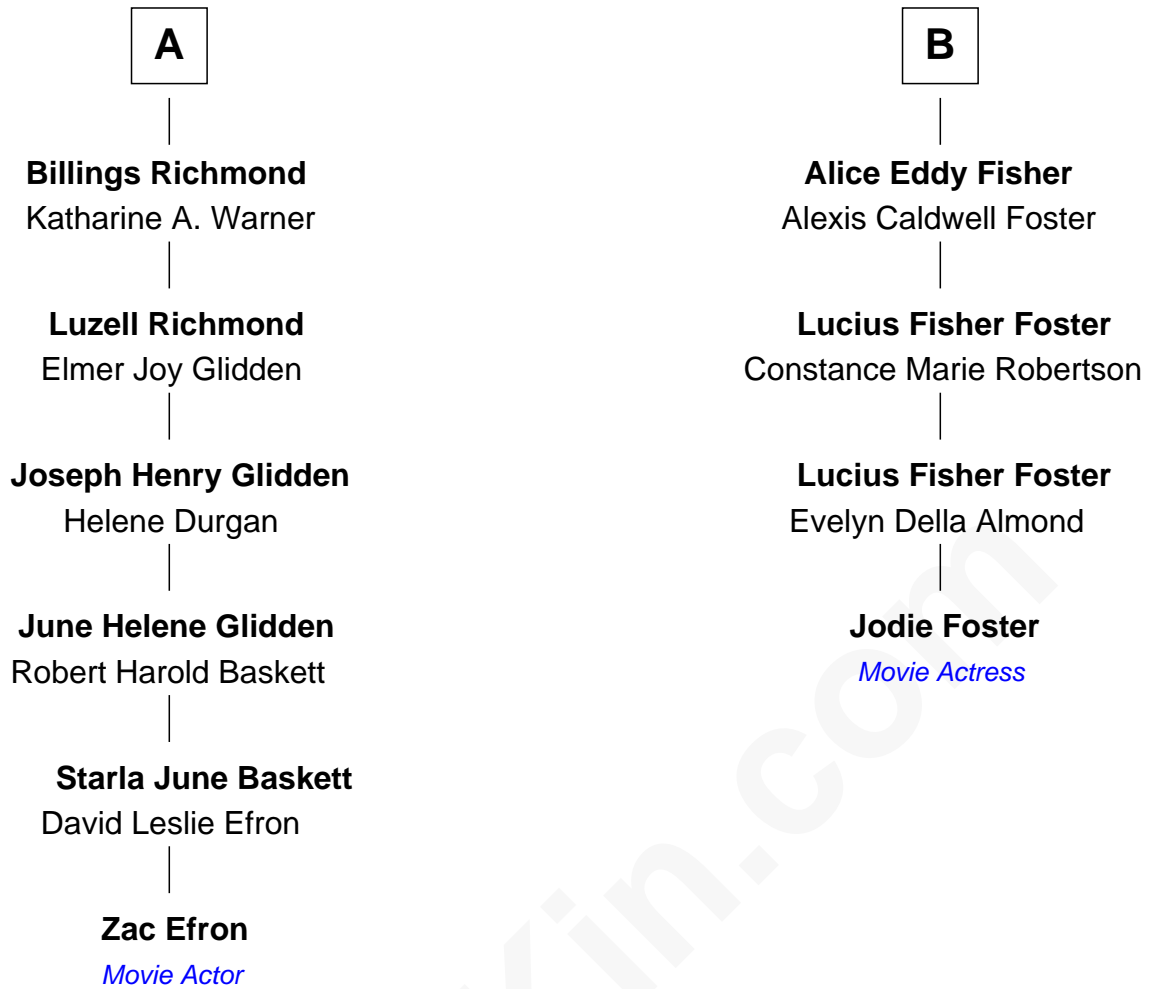 A
Billings Richmond
Katharine A. Warner
Luzell Richmond
Elmer Joy Glidden
Joseph Henry Glidden
Helene Durgan
June Helene Glidden
Robert Harold Baskett
Starla June Baskett
David Leslie Efron
Zac Efron
Movie Actor
B
Alice Eddy Fisher
Alexis Caldwell Foster
Lucius Fisher Foster
Constance Marie Robertson
Lucius Fisher Foster
Evelyn Della Almond
Jodie Foster
Movie Actress
Kin.com